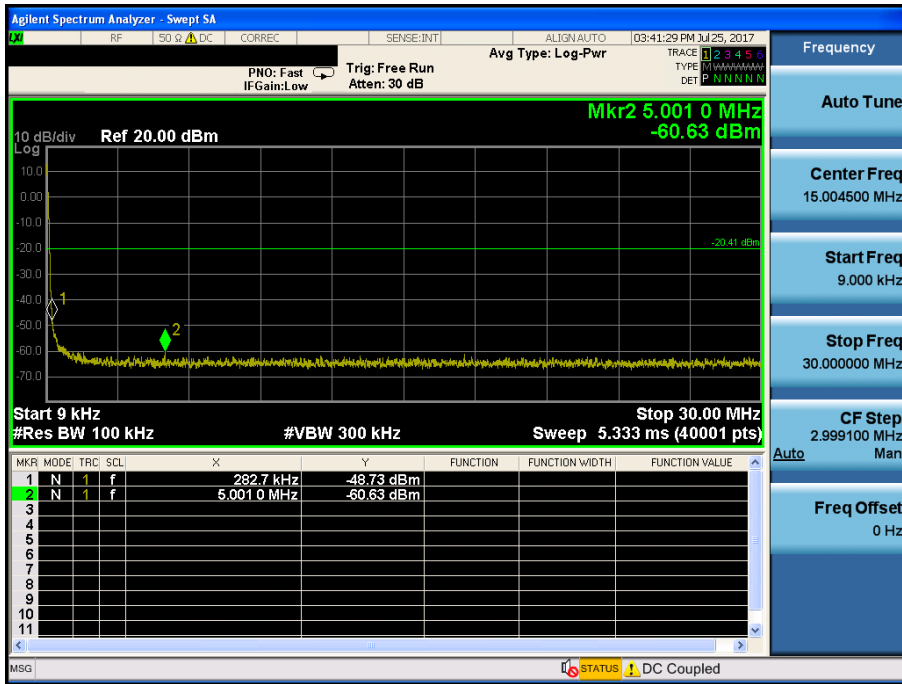 Agilent Spectrum Analyzer - Swept SA
LXI RF 50 Ω DC CORREC SENSE:INT ALIGN AUTO 03:41:29 PM Jul 25, 2017
PNO: Fast
IFGain:Low
Trig: Free Run
Atten: 30 dB
Avg Type: Log-Pwr
TRACE 1 2 3 4 5 6
TYPE M WWWWW
DET P N N N N N
Mkr2 5.001 0 MHz
-60.63 dBm
10 dB/div
Log
Ref 20.00 dBm
10.0
0.00
-10.0
-20.0
-20.41 dBm
-30.0
-40.0
1
-50.0
2
-60.0
-70.0
Start 9 kHz
Stop 30.00 MHz
#Res BW 100 kHz
#VBW 300 kHz
Sweep 5.333 ms (40001 pts)
MKR MODE TRC SCL X Y FUNCTION FUNCTION WIDTH FUNCTION VALUE
1 N 1 f 282.7 kHz -48.73 dBm
2 N 1 f 5.001 0 MHz -60.63 dBm
3
4
5
6
7
8
9
10
11
MSG
STATUS
DC Coupled
Frequency
Auto Tune
Center Freq
15.004500 MHz
Start Freq
9.000 kHz
Stop Freq
30.000000 MHz
CF Step
2.999100 MHz
Auto Man
Freq Offset
0 Hz